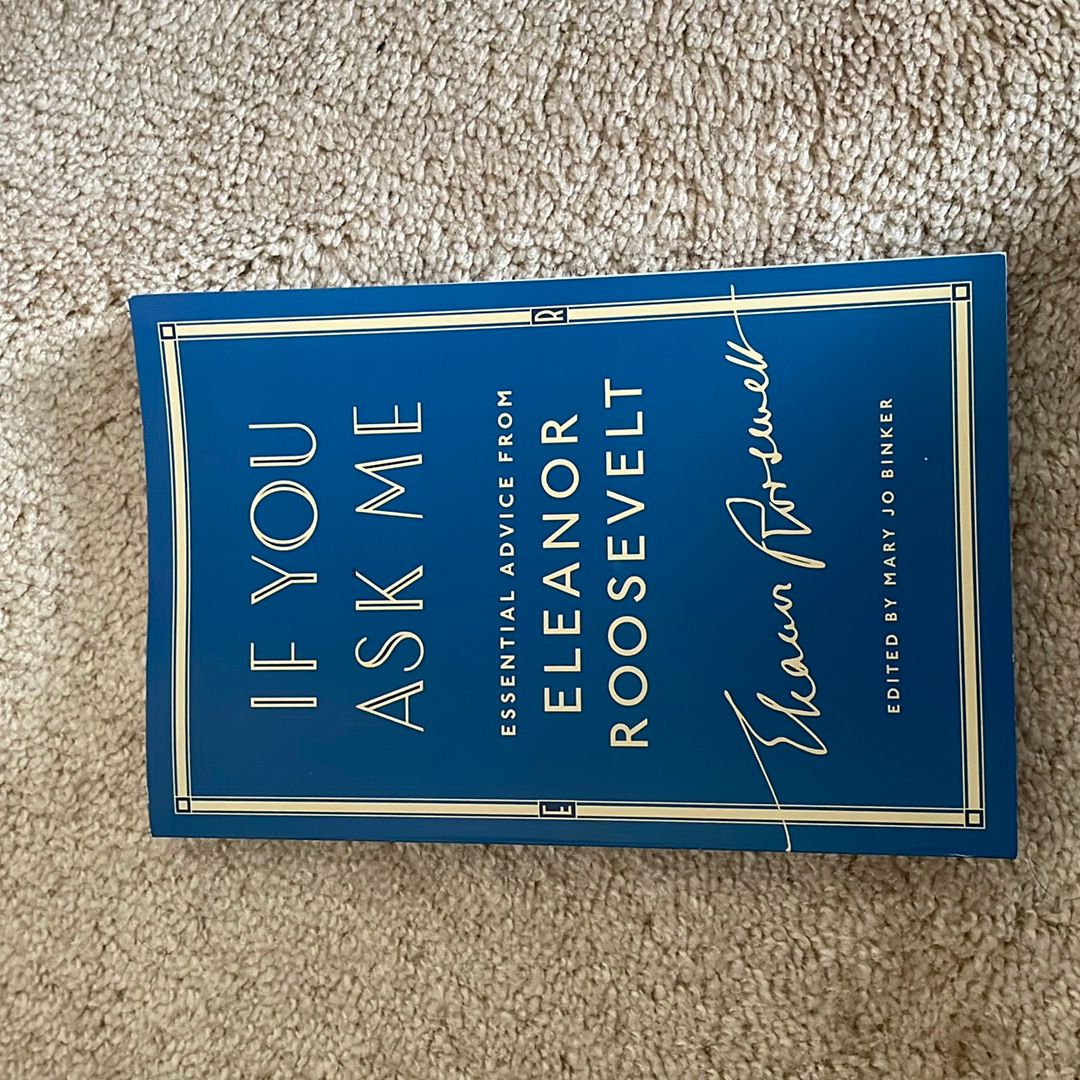 IF YOU
ASK ME
ESSENTIAL ADVICE FROM
E
R
ELEANOR
ROOSEVELT
Eleanor Roosevelt
EDITED BY MARY JO BINKER